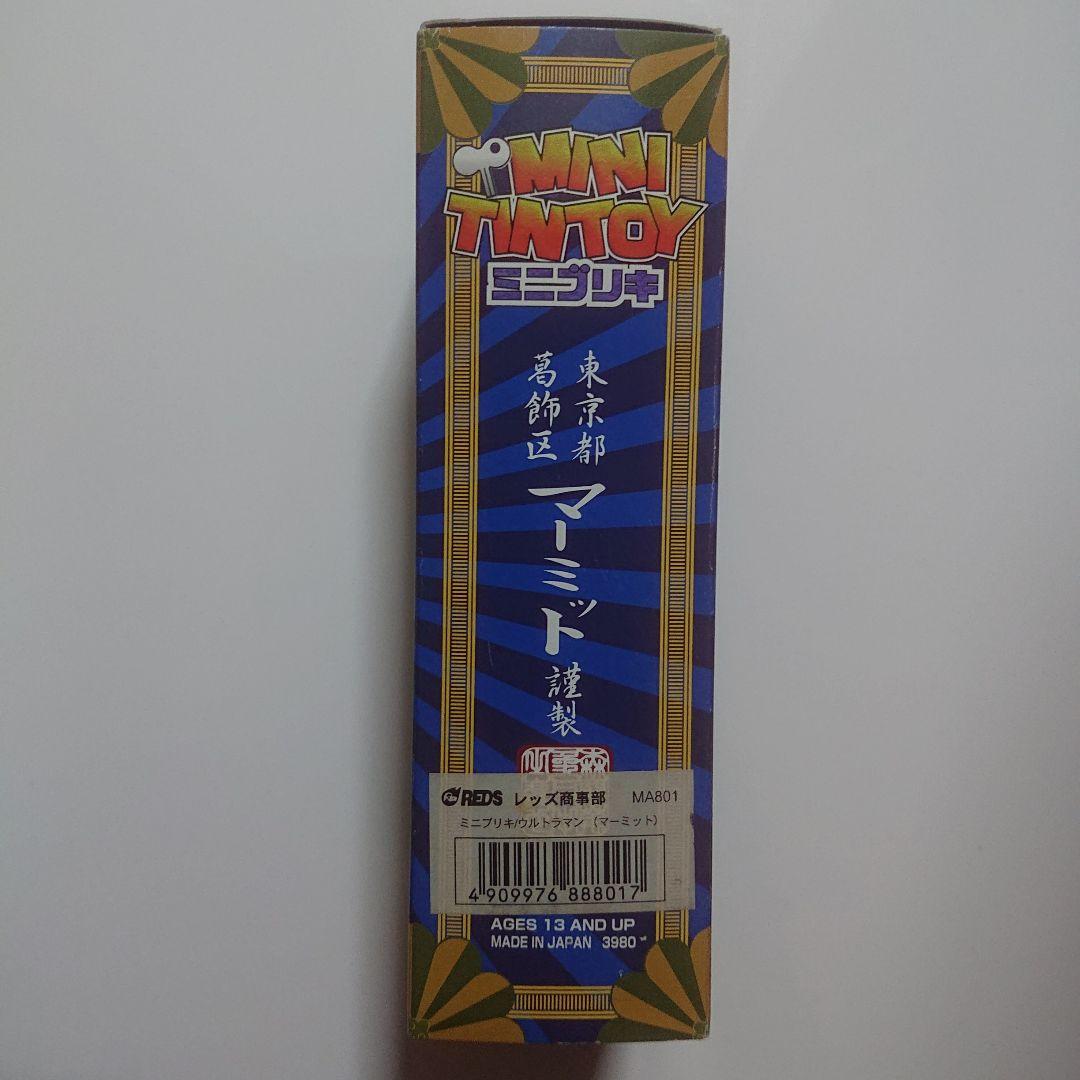 MINI
TINTOY
ミニブリキ
東京都
葛飾区
マーミット
謹製
REDS レッズ商事部 MA801
ミニブリキ/ウルトラマン（マーミット）
4 909976 888017
AGES 13 AND UP
MADE IN JAPAN 3980